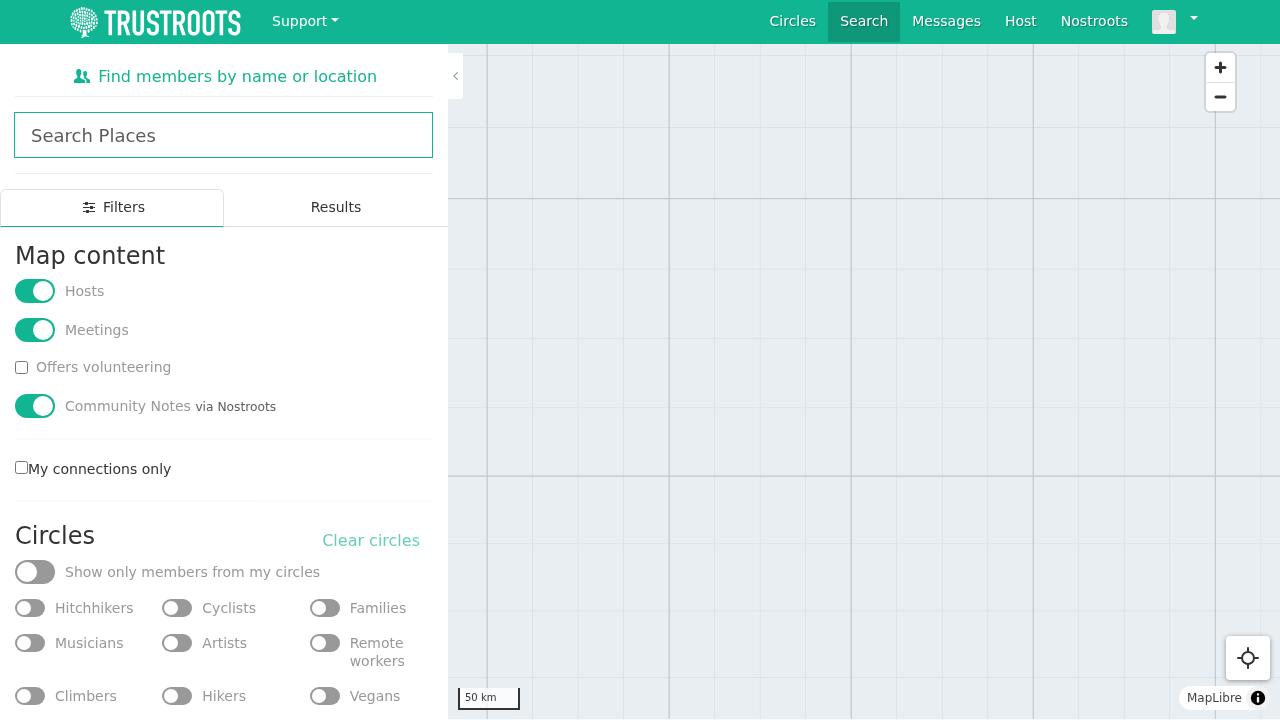 TRUSTROOTS
Support
Circles
Search
Messages
Host
Nostroots
Find members by name or location
Search Places
Filters
Results
Map content
Hosts
Meetings
Offers volunteering
Community Notes via Nostroots
My connections only
Circles
Clear circles
Show only members from my circles
Hitchhikers
Cyclists
Families
Musicians
Artists
Remote
workers
Climbers
Hikers
Vegans
50 km
MapLibre